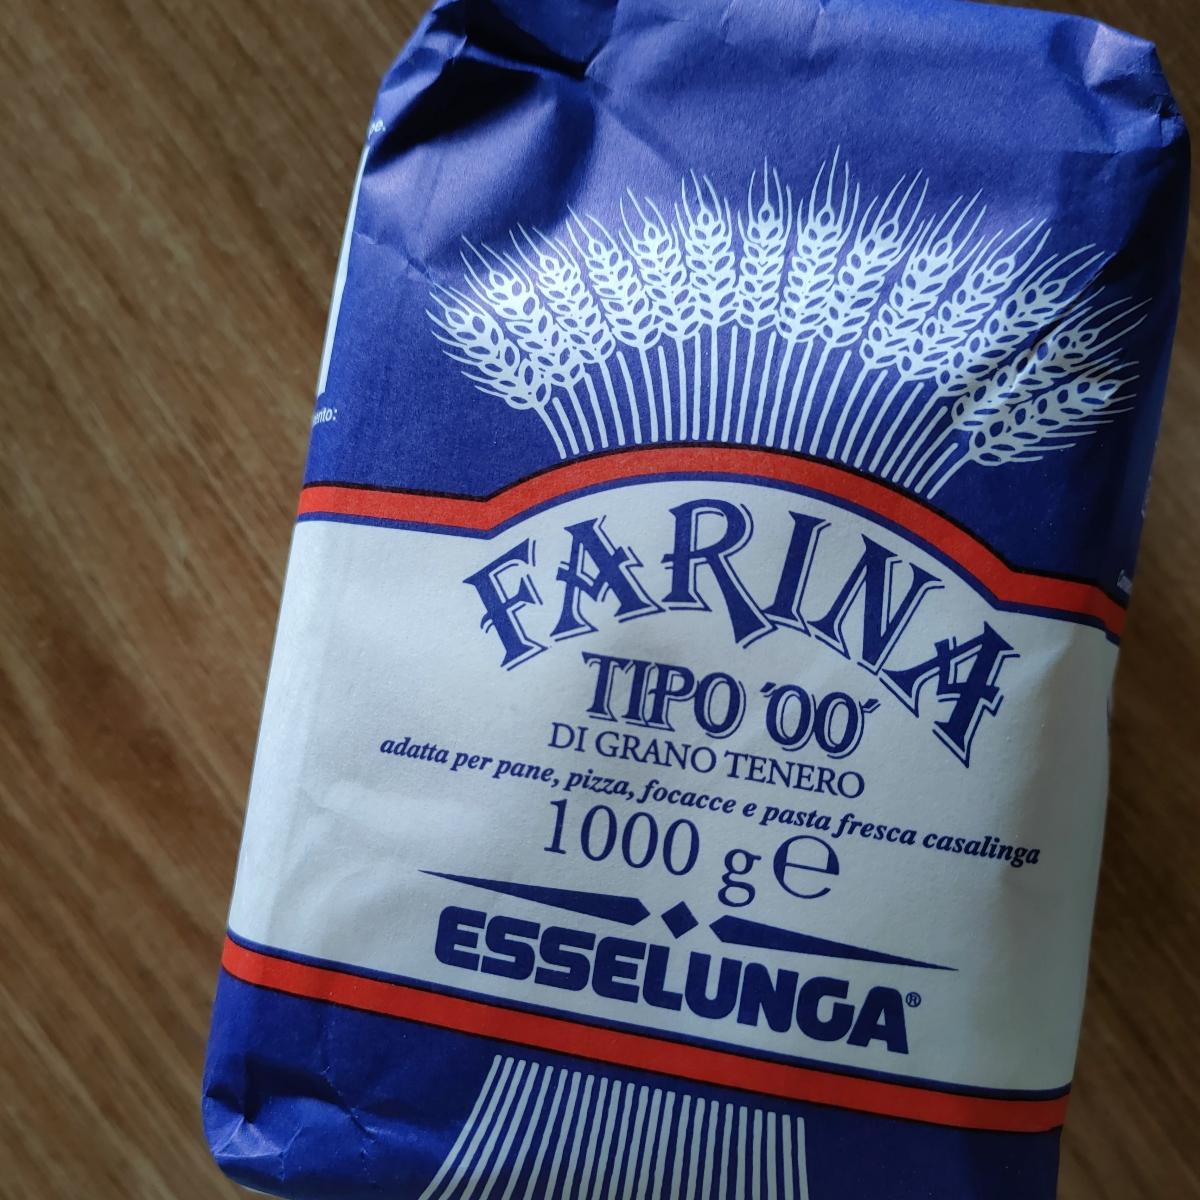 FARINA
TIPO '00'
DI GRANO TENERO
adatta per pane, pizza, focacce e pasta fresca casalinga
1000 g ℮
ESSELUNGA®